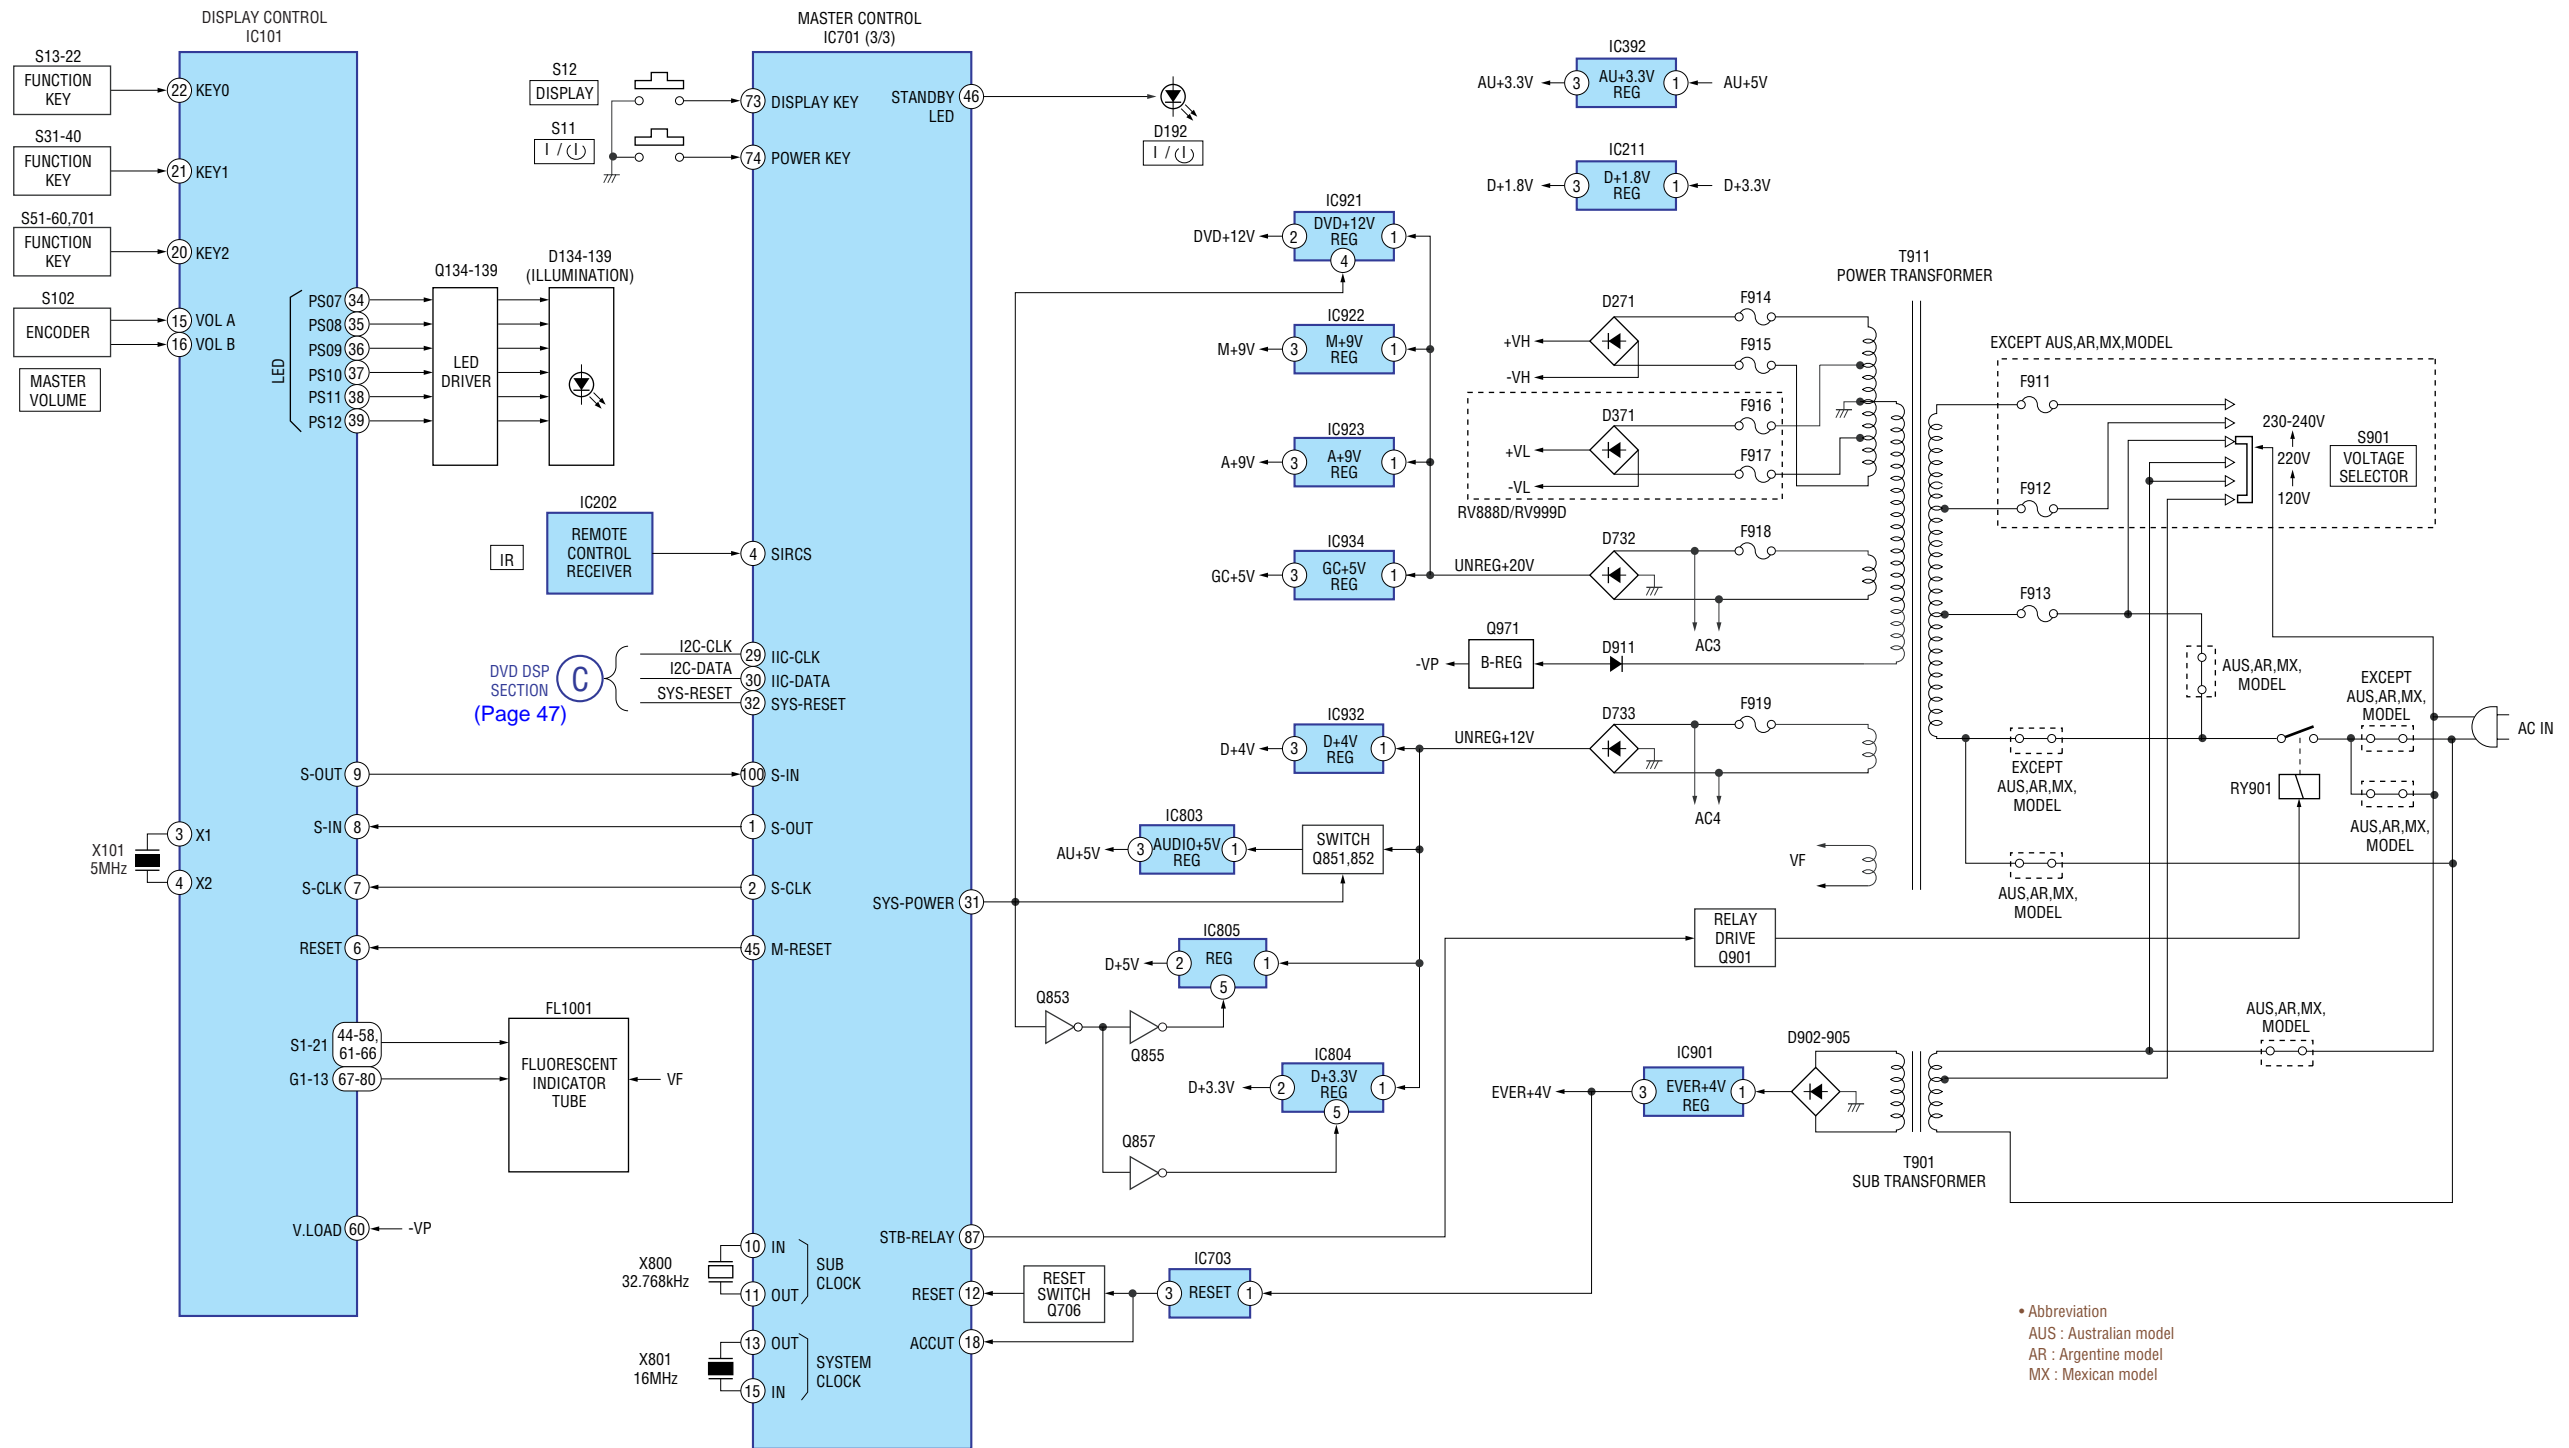 DISPLAY CONTROL
IC101
S13-22
FUNCTION
KEY
22 KEY0
S31-40
FUNCTION
KEY
21 KEY1
S51-60,701
FUNCTION
KEY
20 KEY2
S102
ENCODER
15 VOL A
16 VOL B
MASTER
VOLUME
LED
PS07 34
PS08 35
PS09 36
PS10 37
PS11 38
PS12 39
Q134-139
LED
DRIVER
D134-139
(ILLUMINATION)
X101
5MHz
3 X1
4 X2
S-OUT 9
S-IN 8
S-CLK 7
RESET 6
S1-21
44-58,
61-66
G1-13 67-80
FL1001
FLUORESCENT
INDICATOR
TUBE
VF
V.LOAD 60 -VP
MASTER CONTROL
IC701 (3/3)
S12
DISPLAY
73 DISPLAY KEY
S11
I / ⏻
74 POWER KEY
STANDBY 46
LED
D192
I / ⏻
IC202
REMOTE
CONTROL
RECEIVER
IR
4 SIRCS
DVD DSP
SECTION
(Page 47)
C
I2C-CLK
29 IIC-CLK
I2C-DATA
30 IIC-DATA
SYS-RESET
32 SYS-RESET
100 S-IN
1 S-OUT
2 S-CLK
45 M-RESET
SYS-POWER 31
X800
32.768kHz
10 IN
11 OUT
SUB
CLOCK
X801
16MHz
13 OUT
15 IN
SYSTEM
CLOCK
STB-RELAY 87
RESET 12
ACCUT 18
RESET
SWITCH
Q706
IC703
3 RESET 1
IC392
AU+3.3V 3 AU+3.3V
REG 1 AU+5V
IC211
D+1.8V 3 D+1.8V
REG 1 D+3.3V
IC921
DVD+12V 2 DVD+12V
REG 1
4
IC922
M+9V 3 M+9V
REG 1
IC923
A+9V 3 A+9V
REG 1
IC934
GC+5V 3 GC+5V
REG 1
UNREG+20V
Q971
-VP B-REG
D911
IC932
D+4V 3 D+4V
REG 1
UNREG+12V
IC803
AU+5V 3 AUDIO+5V
REG 1
SWITCH
Q851,852
IC805
D+5V 2 REG 1
5
Q853
Q855
IC804
D+3.3V 2 D+3.3V
REG 1
5
Q857
D271
+VH
-VH
F914
F915
D371
+VL
-VL
F916
F917
RV888D/RV999D
D732
F918
AC3
D733
F919
AC4
VF
RELAY
DRIVE
Q901
EVER+4V
IC901
3 EVER+4V
REG 1
D902-905
T901
SUB TRANSFORMER
T911
POWER TRANSFORMER
EXCEPT AUS,AR,MX,MODEL
F911
F912
230-240V
220V
120V
S901
VOLTAGE
SELECTOR
F913
AUS,AR,MX,
MODEL
EXCEPT
AUS,AR,MX,
MODEL
AC IN
EXCEPT
AUS,AR,MX,
MODEL
RY901
AUS,AR,MX,
MODEL
AUS,AR,MX,
MODEL
AUS,AR,MX,
MODEL
• Abbreviation
AUS : Australian model
AR : Argentine model
MX : Mexican model